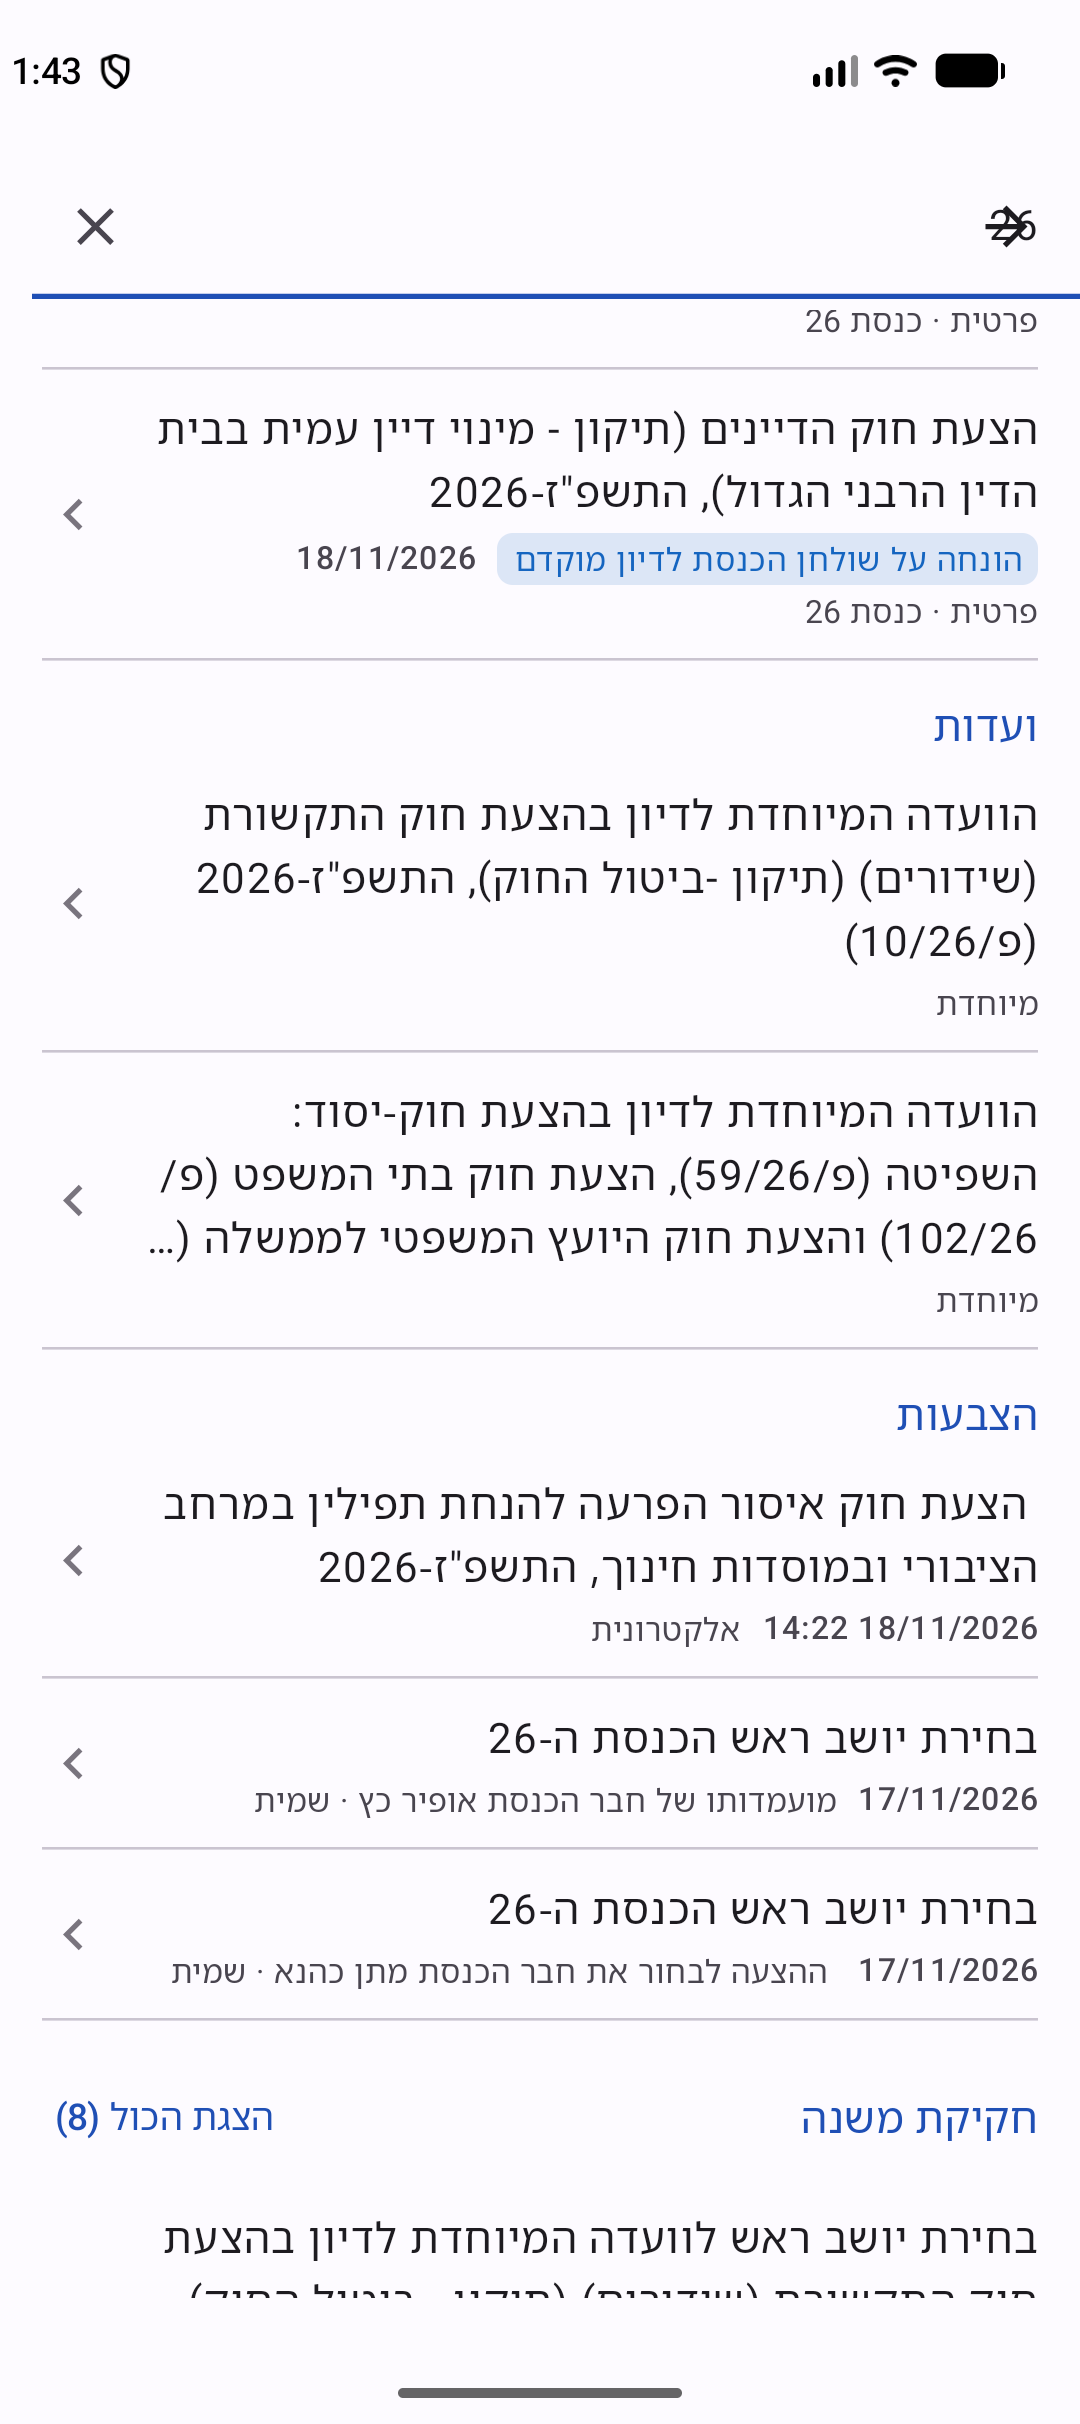 1:43
26
פרטית · כנסת 26
הצעת חוק הדיינים (תיקון - מינוי דיין עמית בבית
הדין הרבני הגדול), התשפ"ז-2026
הונחה על שולחן הכנסת לדיון מוקדם 18/11/2026
פרטית · כנסת 26
ועדות
הוועדה המיוחדת לדיון בהצעת חוק התקשורת
(שידורים) (תיקון -ביטול החוק), התשפ"ז-2026
(פ/10/26)
מיוחדת
הוועדה המיוחדת לדיון בהצעת חוק-יסוד:
השפיטה (פ/59/26), הצעת חוק בתי המשפט (פ/
102/26) והצעת חוק היועץ המשפטי לממשלה (...
מיוחדת
הצבעות
הצעת חוק איסור הפרעה להנחת תפילין במרחב
הציבורי ובמוסדות חינוך, התשפ"ז-2026
18/11/2026 14:22 אלקטרונית
בחירת יושב ראש הכנסת ה-26
17/11/2026 מועמדותו של חבר הכנסת אופיר כץ · שמית
בחירת יושב ראש הכנסת ה-26
17/11/2026 ההצעה לבחור את חבר הכנסת מתן כהנא · שמית
חקיקת משנה הצגת הכול (8)
בחירת יושב ראש לוועדה המיוחדת לדיון בהצעת
חוק התקשורת (שידורים) (תיקון - ביטול החוק)